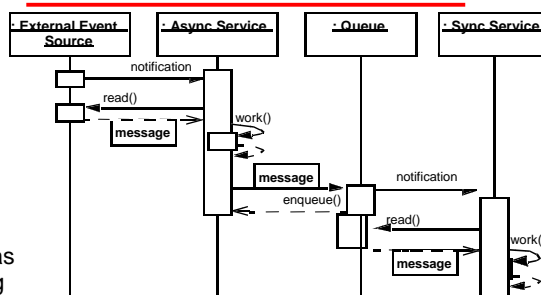 : External Event
Source
: Async Service
: Queue
: Sync Service
notification
read()
message
work()
message
notification
enqueue()
read()
work(
message
as
g